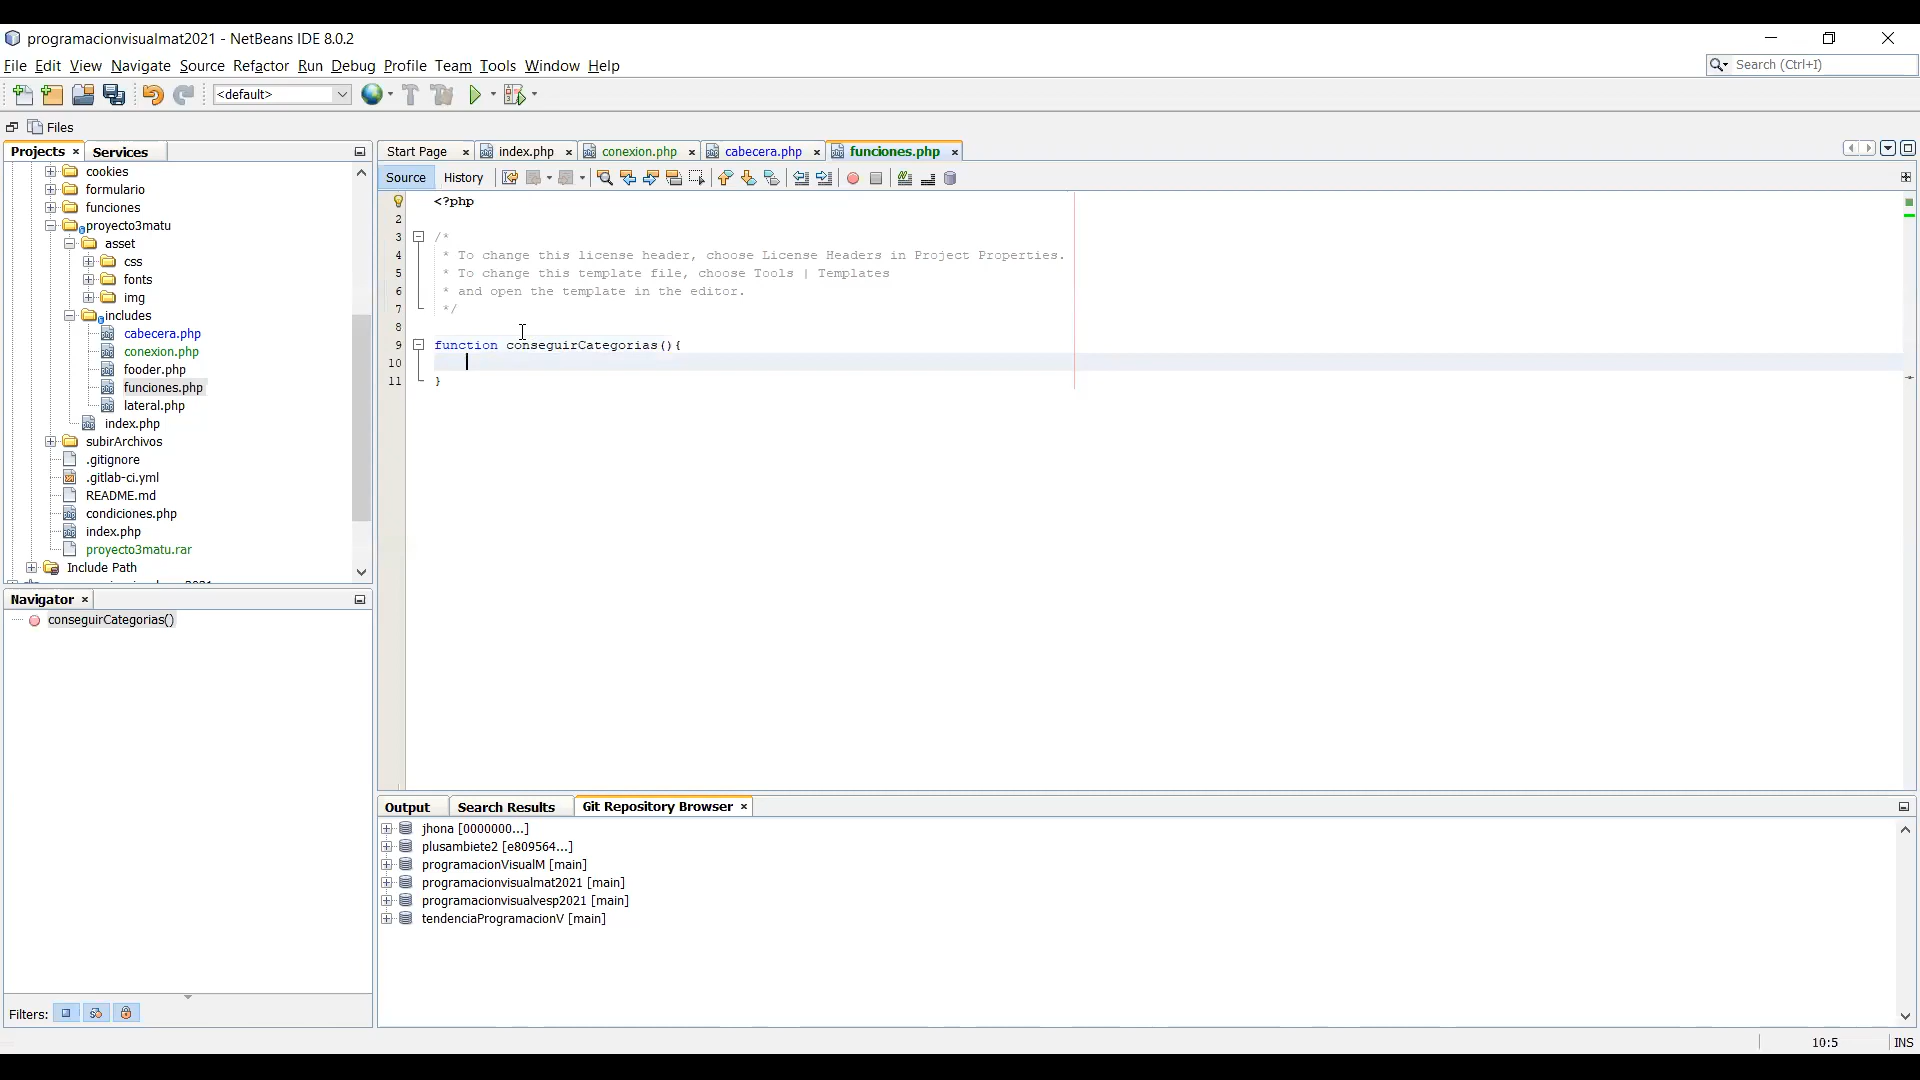 programacionvisualmat2021 - NetBeans IDE 8.0.2
File Edit View Navigate Source Refactor Run Debug Profile Team Tools Window Help
Search (Ctrl+I)
<default>
Files
Projects
Services
cookies
formulario
funciones
proyecto3matu
asset
css
fonts
img
includes
cabecera.php
conexion.php
fooder.php
funciones.php
lateral.php
index.php
subirArchivos
.gitignore
.gitlab-ci.yml
README.md
condiciones.php
index.php
proyecto3matu.rar
Include Path
Navigator
conseguirCategorias()
Filters:
Start Page
index.php
conexion.php
cabecera.php
funciones.php
Source
History
<?php
2
3 /*
4 * To change this license header, choose License Headers in Project Properties.
5 * To change this template file, choose Tools | Templates
6 * and open the template in the editor.
7 */
8
9 function conseguirCategorias(){
10
11 }
Output
Search Results
Git Repository Browser
jhona [0000000...]
plusambiete2 [e809564...]
programacionVisualM [main]
programacionvisualmat2021 [main]
programacionvisualvesp2021 [main]
tendenciaProgramacionV [main]
10:5
INS